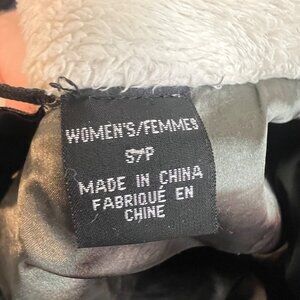 WOMEN'S/FEMMES
S/P
MADE IN CHINA
FABRIQUÉ EN
CHINE